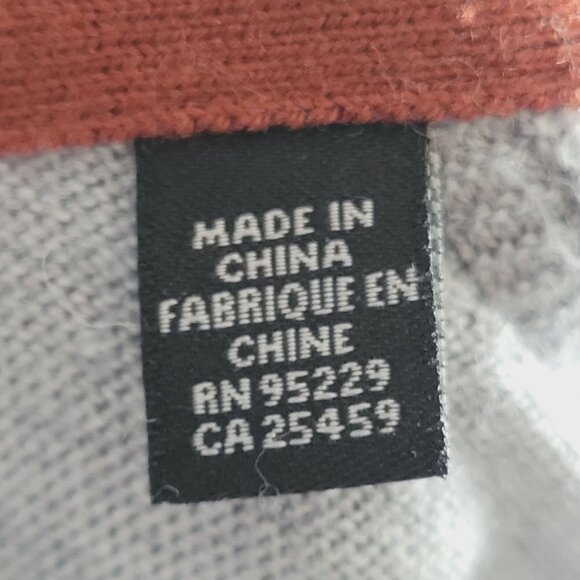 MADE IN
CHINA
FABRIQUE EN
CHINE
RN 95229
CA 25459